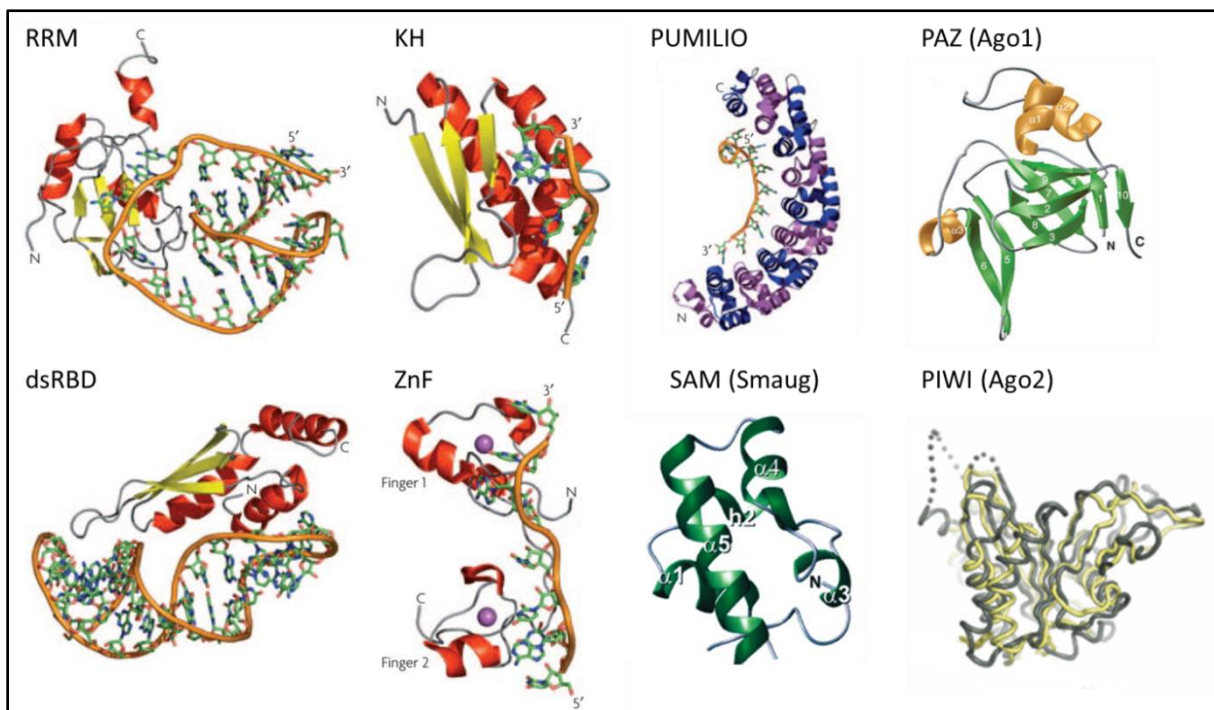 RRM
C
5′
3′
N
KH
N
3′
5′
C
PUMILIO
C
5′
3′
N
PAZ (Ago1)
α1
α2
9
7
2
8
3
1
10
α3
6
5
N
C
dsRBD
C
N
ZnF
3′
Finger 1
N
C
Finger 2
5′
SAM (Smaug)
α4
h2
α5
α1
N
α3
PIWI (Ago2)